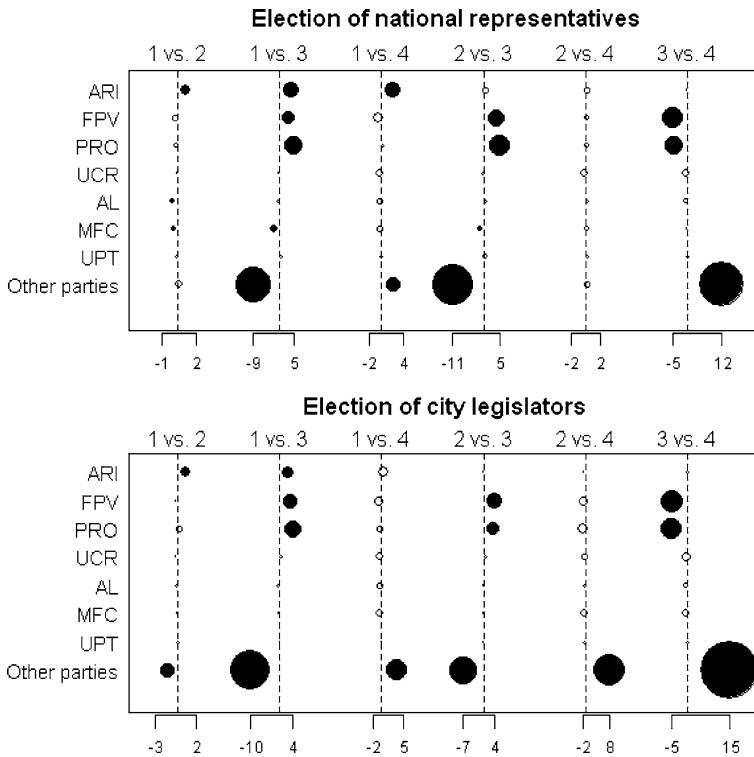 Election of national representatives
1 vs. 2 1 vs. 3 1 vs. 4 2 vs. 3 2 vs. 4 3 vs. 4
ARI
FPV
PRO
UCR
AL
MFC
UPT
Other parties
-1 2 -9 5 -2 4 -11 5 -2 2 -5 12
Election of city legislators
1 vs. 2 1 vs. 3 1 vs. 4 2 vs. 3 2 vs. 4 3 vs. 4
ARI
FPV
PRO
UCR
AL
MFC
UPT
Other parties
-3 2 -10 4 -2 5 -7 4 -2 8 -5 15